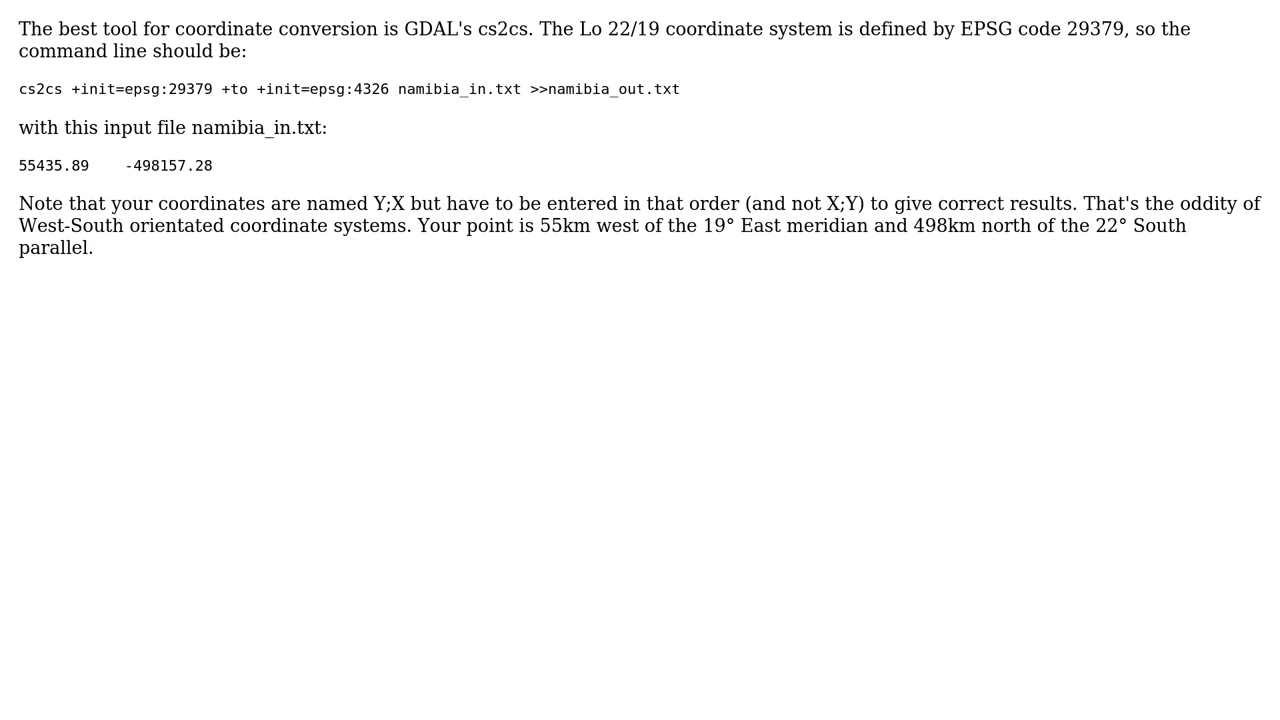 The best tool for coordinate conversion is GDAL's cs2cs. The Lo 22/19 coordinate system is defined by EPSG code 29379, so the
command line should be:
cs2cs +init=epsg:29379 +to +init=epsg:4326 namibia_in.txt >>namibia_out.txt
with this input file namibia_in.txt:
55435.89    -498157.28
Note that your coordinates are named Y;X but have to be entered in that order (and not X;Y) to give correct results. That's the oddity of
West-South orientated coordinate systems. Your point is 55km west of the 19° East meridian and 498km north of the 22° South
parallel.